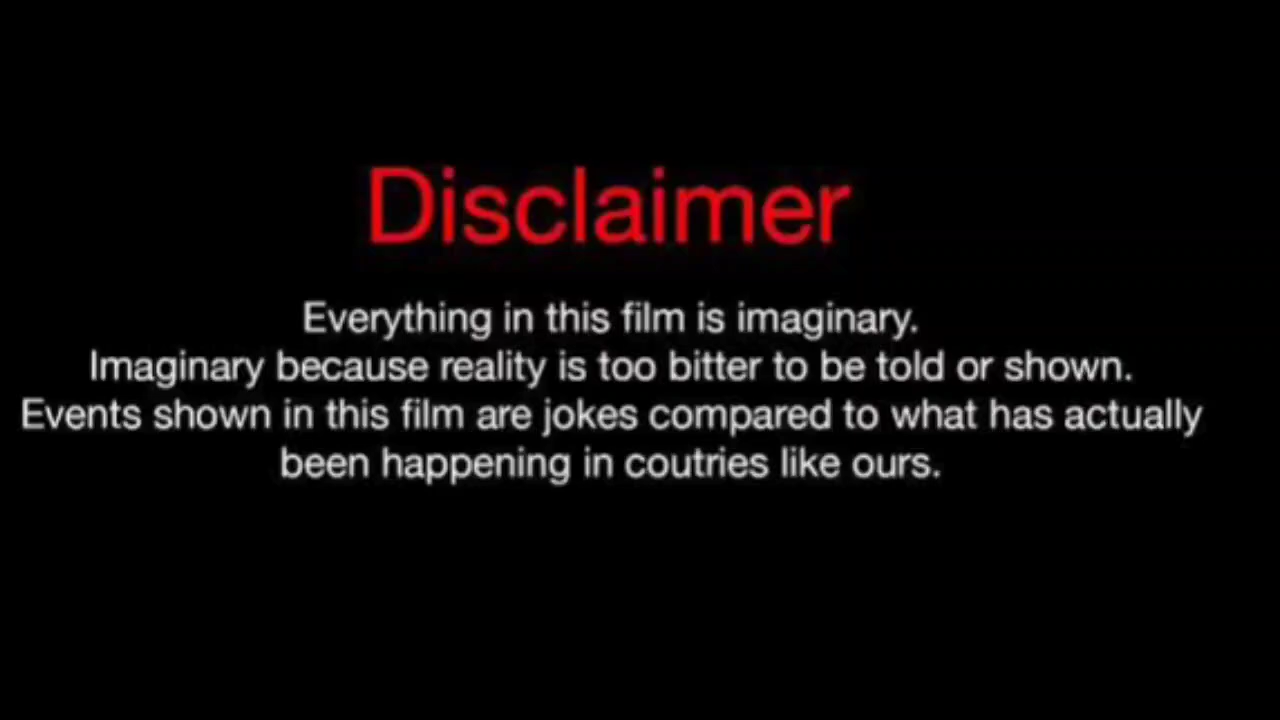 Disclaimer
Everything in this film is imaginary.
Imaginary because reality is too bitter to be told or shown.
Events shown in this film are jokes compared to what has actually
been happening in coutries like ours.